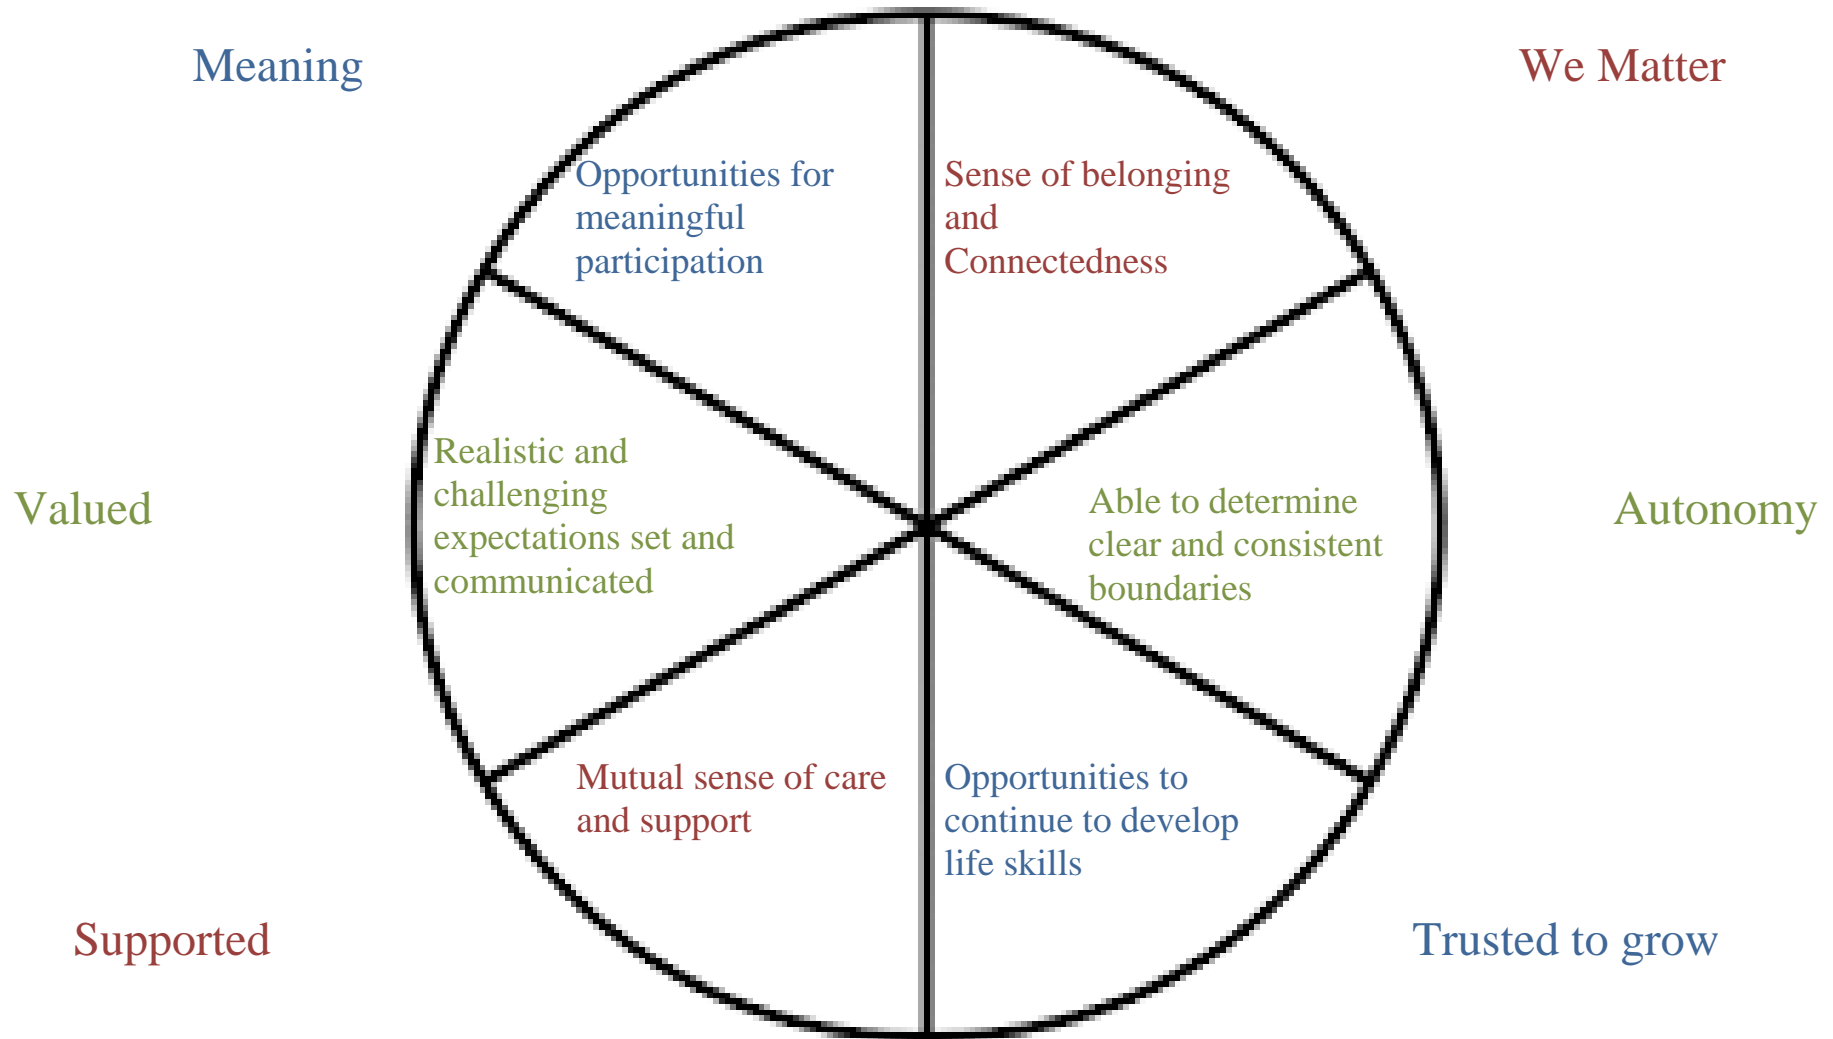 Meaning
We Matter
Opportunities for
meaningful
participation
Sense of belonging
and
Connectedness
Valued
Realistic and
challenging
expectations set and
communicated
Able to determine
clear and consistent
boundaries
Autonomy
Mutual sense of care
and support
Opportunities to
continue to develop
life skills
Supported
Trusted to grow